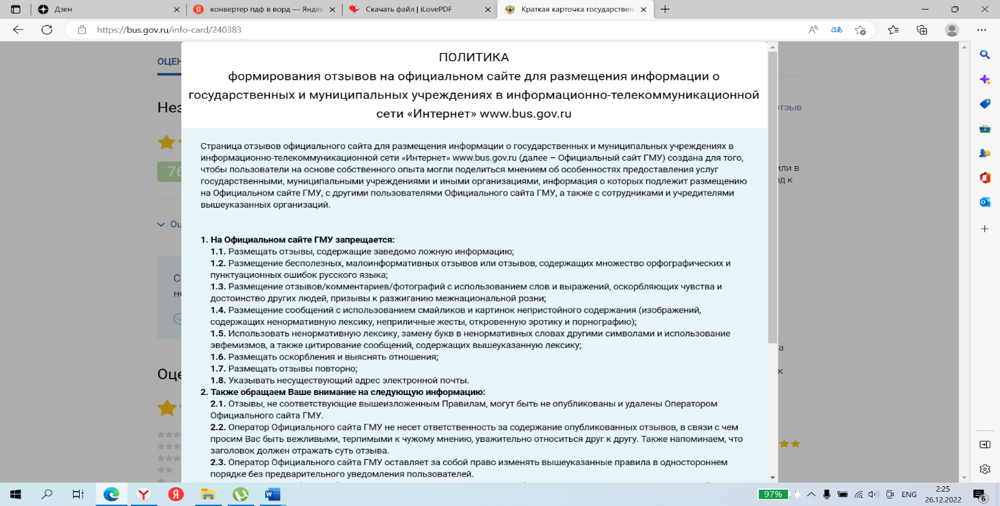 Дзен
конвертер пдф в ворд — Яндек
Скачать файл | iLovePDF
Краткая карточка государствен
https://bus.gov.ru/info-card/240383
ОЦЕН
Нез
76
Оц
С
не
Оце
тзыв
или в
д к
а
к
ПОЛИТИКА
формирования отзывов на официальном сайте для размещения информации о
государственных и муниципальных учреждениях в информационно-телекоммуникационной
сети «Интернет» www.bus.gov.ru
Страница отзывов официального сайта для размещения информации о государственных и муниципальных учреждениях в
информационно-телекоммуникационной сети «Интернет» www.bus.gov.ru (далее – Официальный сайт ГМУ) создана для того,
чтобы пользователи на основе собственного опыта могли поделиться мнением об особенностях предоставления услуг
государственными, муниципальными учреждениями и иными организациями, информация о которых подлежит размещению
на Официальном сайте ГМУ, с другими пользователями Официального сайта ГМУ, а также с сотрудниками и учредителями
вышеуказанных организаций.
1. На Официальном сайте ГМУ запрещается:
1.1. Размещать отзывы, содержащие заведомо ложную информацию;
1.2. Размещение бесполезных, малоинформативных отзывов или отзывов, содержащих множество орфографических и
пунктуационных ошибок русского языка;
1.3. Размещение отзывов/комментариев/фотографий с использованием слов и выражений, оскорбляющих чувства и
достоинство других людей, призывы к разжиганию межнациональной розни;
1.4. Размещение сообщений с использованием смайликов и картинок непристойного содержания (изображений,
содержащих ненормативную лексику, неприличные жесты, откровенную эротику и порнографию);
1.5. Использовать ненормативную лексику, замену букв в ненормативных словах другими символами и использование
эвфемизмов, а также цитирование сообщений, содержащих вышеуказанную лексику;
1.6. Размещать оскорбления и выяснять отношения;
1.7. Размещать отзывы повторно;
1.8. Указывать несуществующий адрес электронной почты.
2. Также обращаем Ваше внимание на следующую информацию:
2.1. Отзывы, не соответствующие вышеизложенным Правилам, могут быть не опубликованы и удалены Оператором
Официального сайта ГМУ.
2.2. Оператор Официального сайта ГМУ не несет ответственность за содержание опубликованных отзывов, в связи с чем
просим Вас быть вежливыми, терпимыми к чужому мнению, уважительно относиться друг к другу. Также напоминаем, что
заголовок должен отражать суть отзыва.
2.3. Оператор Официального сайта ГМУ оставляет за собой право изменять вышеуказанные правила в одностороннем
порядке без предварительного уведомления пользователей.
97%
ENG
2:25
26.12.2022
6